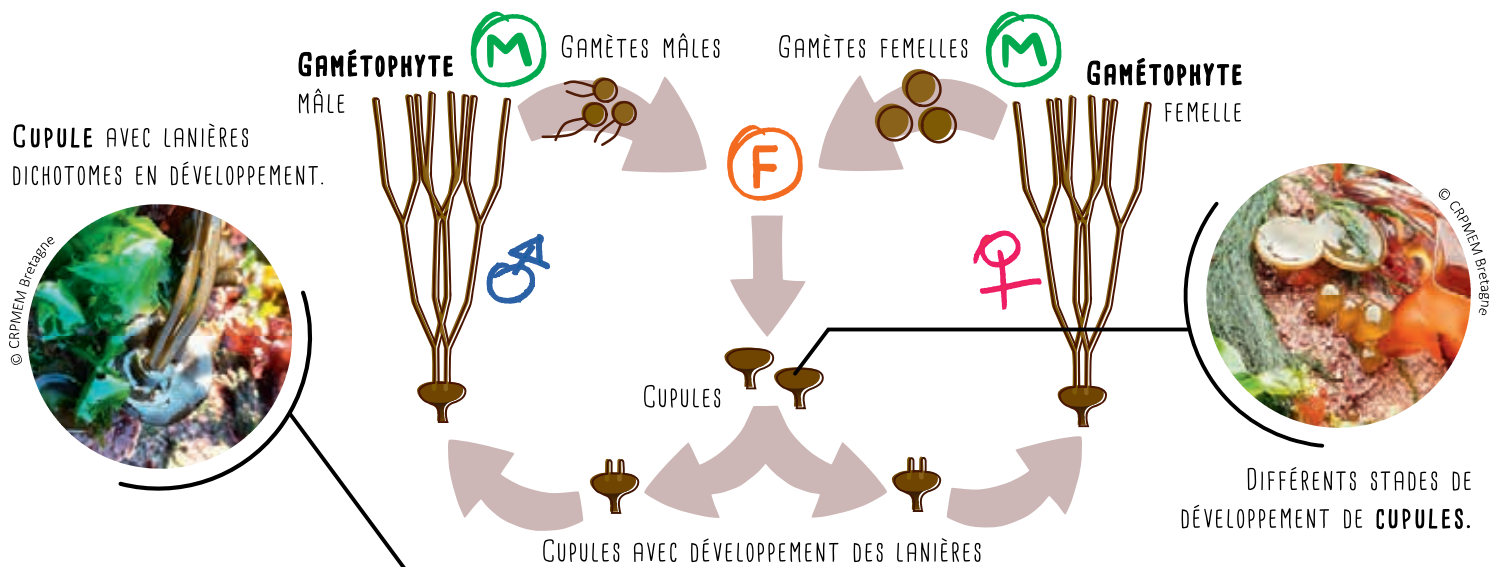 M
GAMÈTES MÂLES
GAMÈTES FEMELLES
M
GAMÉTOPHYTE
MÂLE
GAMÉTOPHYTE
FEMELLE
CUPULE AVEC LANIÈRES
DICHOTOMES EN DÉVELOPPEMENT.
F
© CRPMEM Bretagne
© CRPMEM Bretagne
CUPULES
DIFFÉRENTS STADES DE
DÉVELOPPEMENT DE CUPULES.
CUPULES AVEC DÉVELOPPEMENT DES LANIÈRES